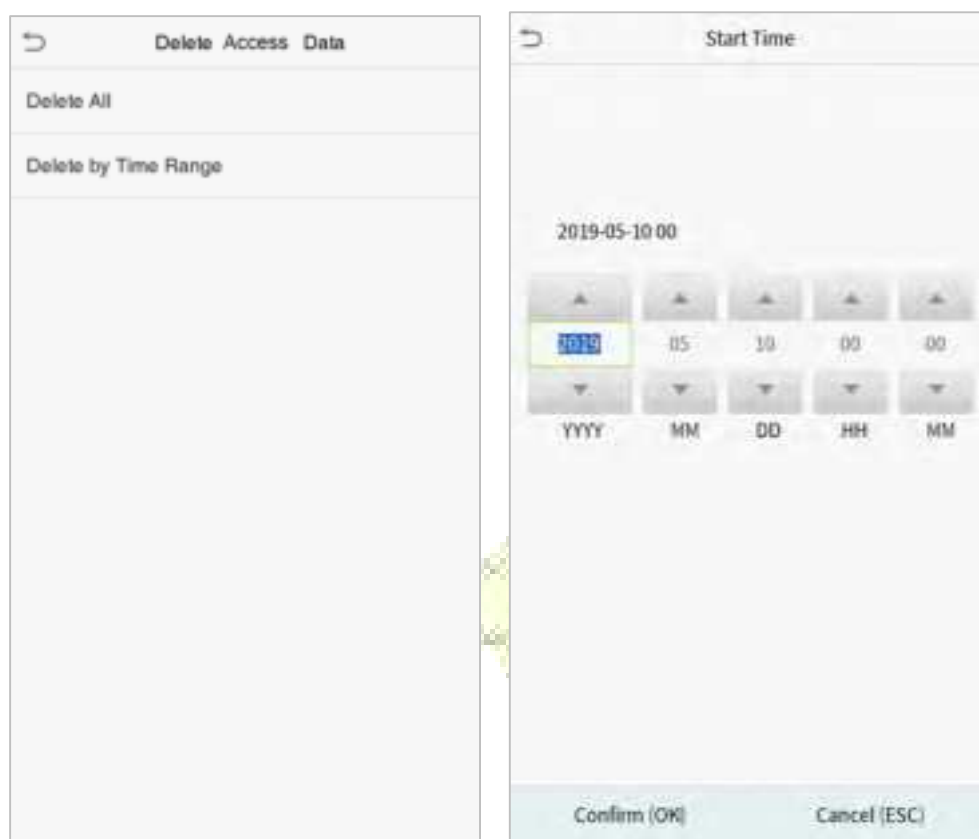 Delete Access Data
Delete All
Delete by Time Range
Start Time
2019-05-10 00
2019 05 10 00 00
YYYY MM DD HH MM
Confirm (OK) Cancel (ESC)